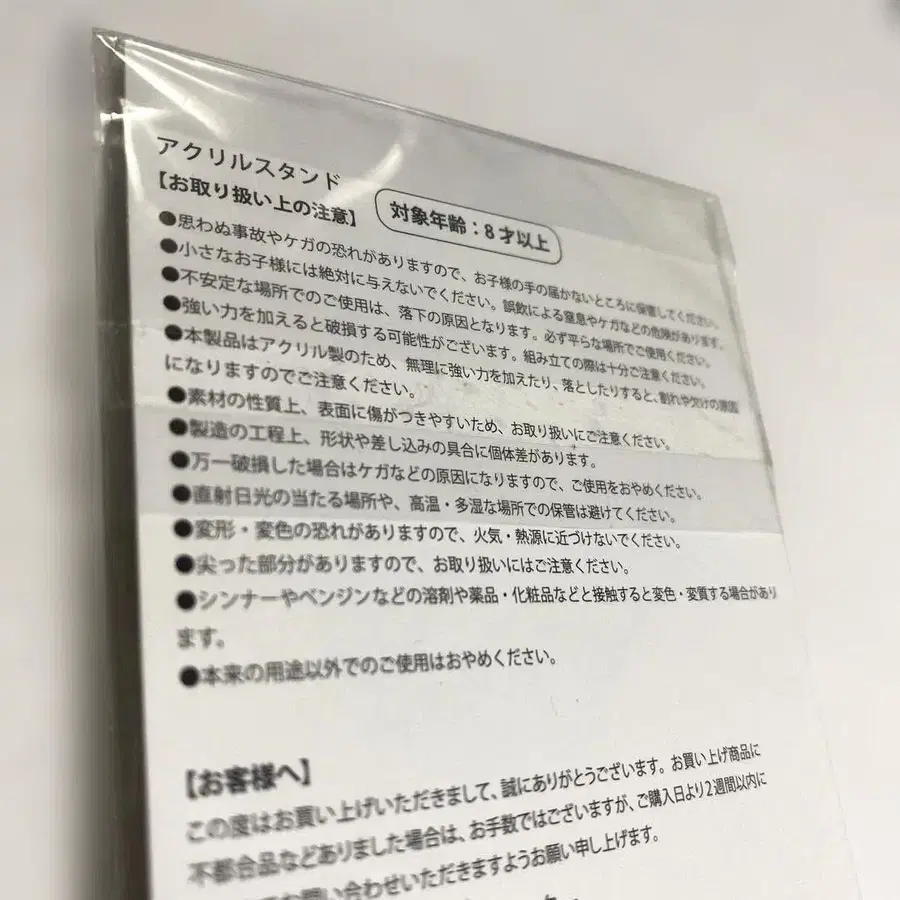 アクリルスタンド
【お取り扱い上の注意】 対象年齢：8才以上
●思わぬ事故やケガの恐れがありますので、お子様の手の届かないところに保管してください。
●小さなお子様には絶対に与えないでください。誤飲による窒息やケガなどの危険があります。
●不安定な場所でのご使用は、落下の原因となります。必ず平らな場所でご使用ください。
●強い力を加えると破損する可能性がございます。組み立ての際は十分ご注意ください。
●本製品はアクリル製のため、無理に強い力を加えたり、落としたりすると、割れや欠けの原因
になりますのでご注意ください。
●素材の性質上、表面に傷がつきやすいため、お取り扱いにご注意ください。
●製造の工程上、形状や差し込みの具合に個体差があります。
●万一破損した場合はケガなどの原因になりますので、ご使用をおやめください。
●直射日光の当たる場所や、高温・多湿な場所での保管は避けてください。
●変形・変色の恐れがありますので、火気・熱源に近づけないでください。
●尖った部分がありますので、お取り扱いにはご注意ください。
●シンナーやベンジンなどの溶剤や薬品・化粧品などと接触すると変色・変質する場合があり
ます。
●本来の用途以外でのご使用はおやめください。
【お客様へ】
この度はお買い上げいただきまして、誠にありがとうございます。お買い上げ商品に
不都合品などありました場合は、お手数ではございますが、ご購入日より2週間以内に
お問い合わせいただきますようお願い申し上げます。